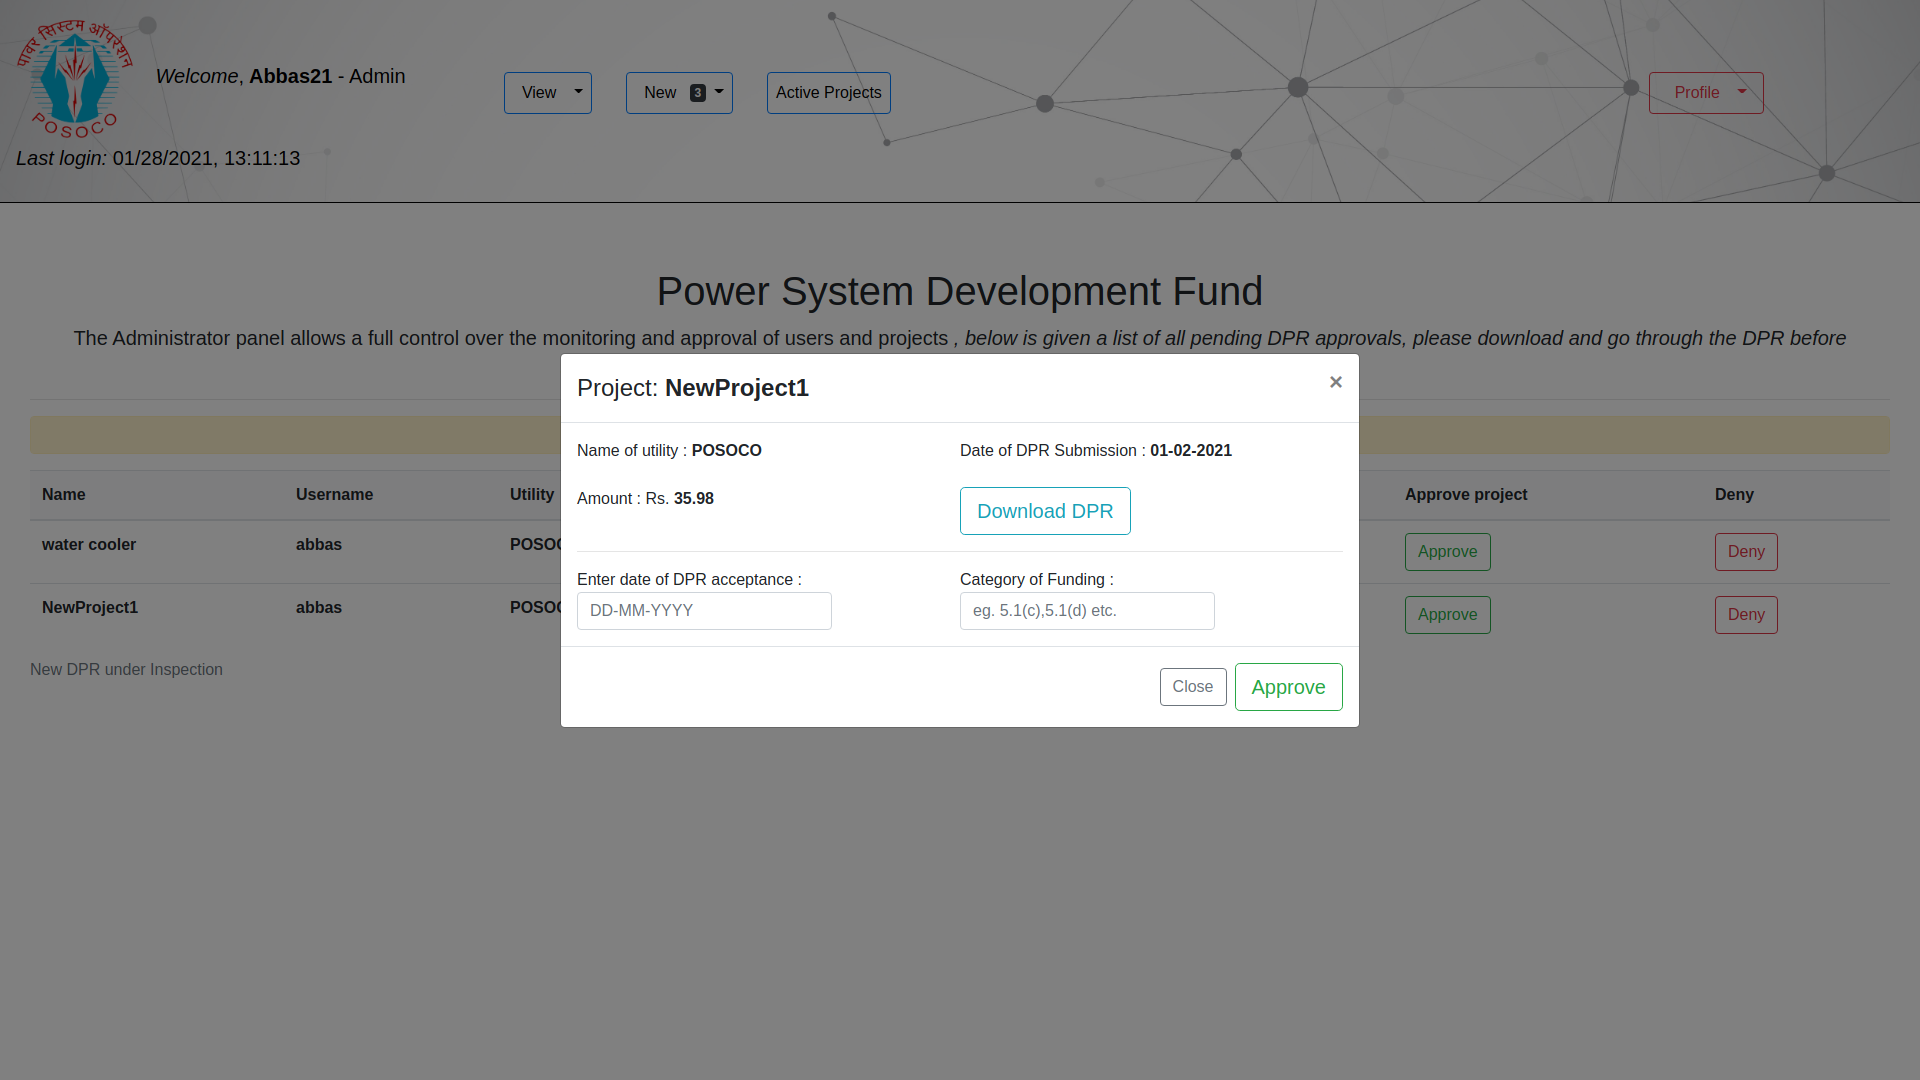 पावर सिस्टम ऑपरेशन
POSOCO
Welcome, Abbas21 - Admin
View
New 3
Active Projects
Profile
Last login: 01/28/2021, 13:11:13
Power System Development Fund
The Administrator panel allows a full control over the monitoring and approval of users and projects , below is given a list of all pending DPR approvals, please download and go through the DPR before
Project: NewProject1 ×
Name of utility : POSOCO
Date of DPR Submission : 01-02-2021
Amount : Rs. 35.98
Download DPR
Enter date of DPR acceptance :
DD-MM-YYYY
Category of Funding :
eg. 5.1(c),5.1(d) etc.
Close
Approve
Name Username Utility Approve project Deny
water cooler abbas Approve Deny
NewProject1 abbas Approve Deny
New DPR under Inspection